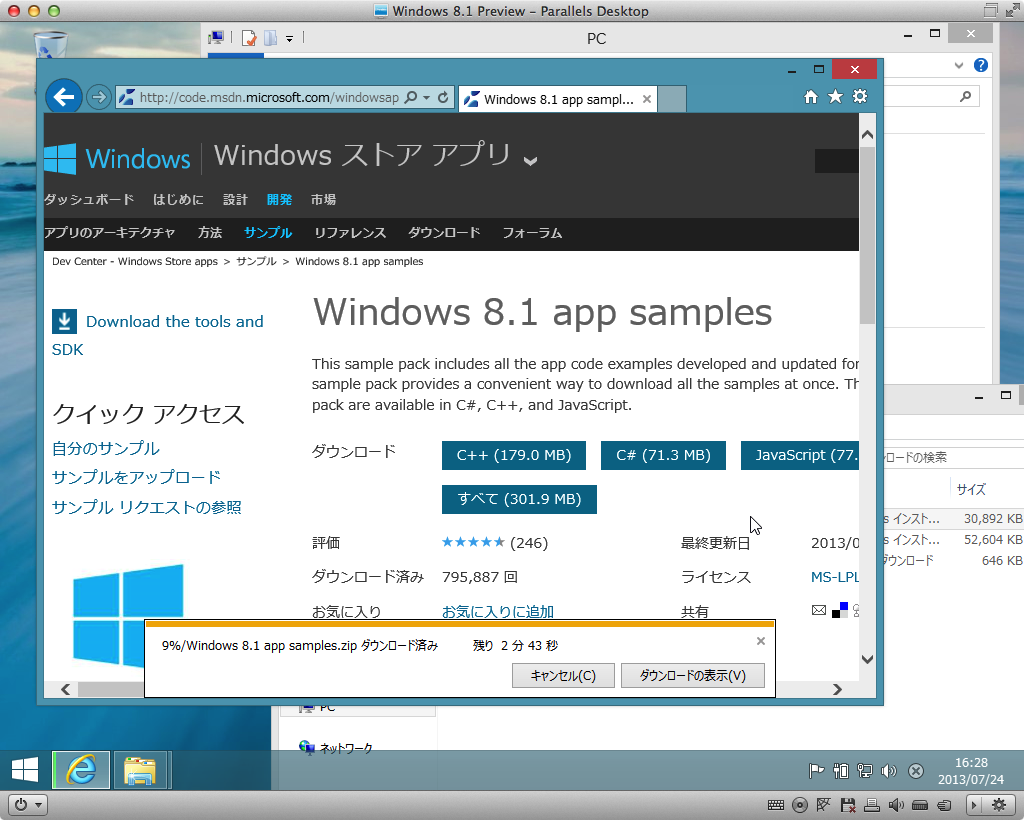 Windows 8.1 Preview - Parallels Desktop
PC
http://code.msdn.microsoft.com/windowsap
Windows 8.1 app sampl...
Windows
Windows ストア アプリ
ダッシュボード はじめに 設計 開発 市場
アプリのアーキテクチャ 方法 サンプル リファレンス ダウンロード フォーラム
Dev Center - Windows Store apps > サンプル > Windows 8.1 app samples
Download the tools and
SDK
クイック アクセス
自分のサンプル
サンプルをアップロード
サンプル リクエストの参照
Windows 8.1 app samples
This sample pack includes all the app code examples developed and updated for
sample pack provides a convenient way to download all the samples at once. Th
pack are available in C#, C++, and JavaScript.
ダウンロード
C++ (179.0 MB) C# (71.3 MB) JavaScript (77.
すべて (301.9 MB)
評価 (246) 最終更新日 2013/0
ダウンロード済み 795,887 回 ライセンス MS-LPL
お気に入り お気に入りに追加 共有
9%/Windows 8.1 app samples.zip ダウンロード済み 残り 2 分 43 秒
キャンセル(C) ダウンロードの表示(V)
ロードの検索
サイズ
s インスト... 30,892 KB
s インスト... 52,604 KB
ダウンロード 646 KB
PC
ネットワーク
16:28
2013/07/24